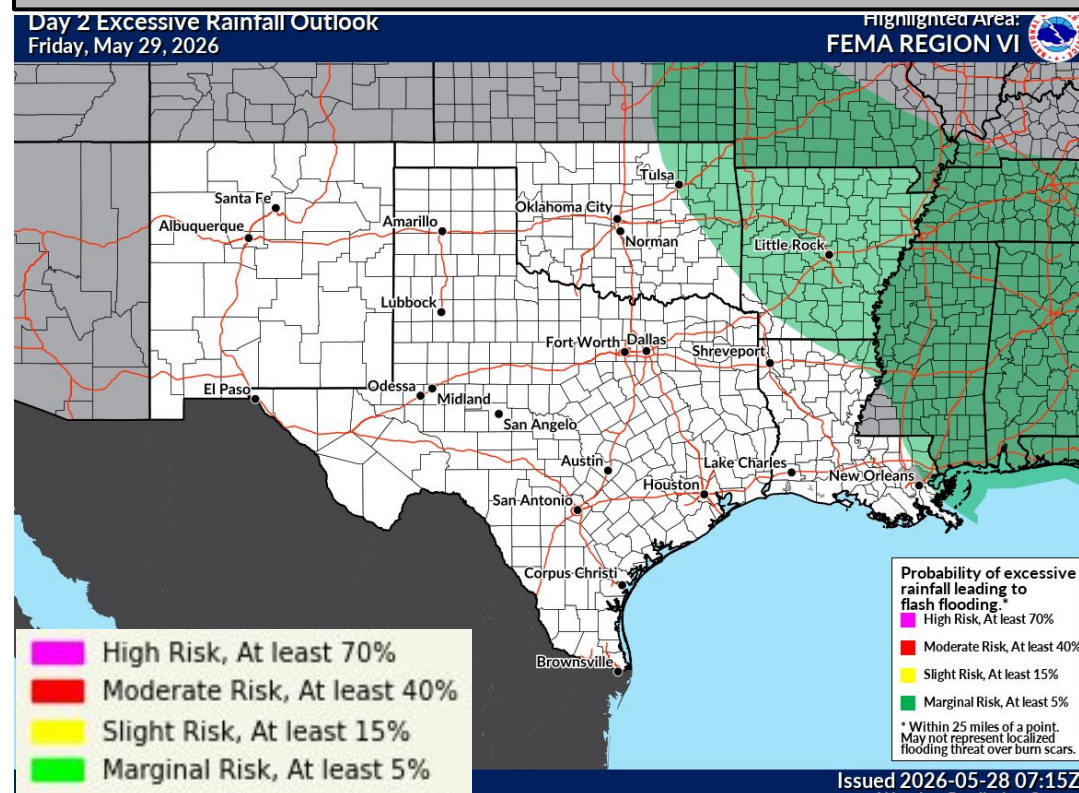 Day 2 Excessive Rainfall Outlook
Friday, May 29, 2026
Highlighted Area:
FEMA REGION VI
Santa Fe
Albuquerque
Amarillo
Tulsa
Oklahoma City
Norman
Little Rock
Lubbock
Fort Worth
Dallas
Shreveport
El Paso
Odessa
Midland
San Angelo
Austin
Lake Charles
New Orleans
Houston
San Antonio
Corpus Christi
Brownsville
Probability of excessive
rainfall leading to
flash flooding.*
High Risk, At least 70%
Moderate Risk, At least 40%
Slight Risk, At least 15%
Marginal Risk, At least 5%
* Within 25 miles of a point.
May not represent localized
flooding threat over burn scars.
High Risk, At least 70%
Moderate Risk, At least 40%
Slight Risk, At least 15%
Marginal Risk, At least 5%
Issued 2026-05-28 07:15Z